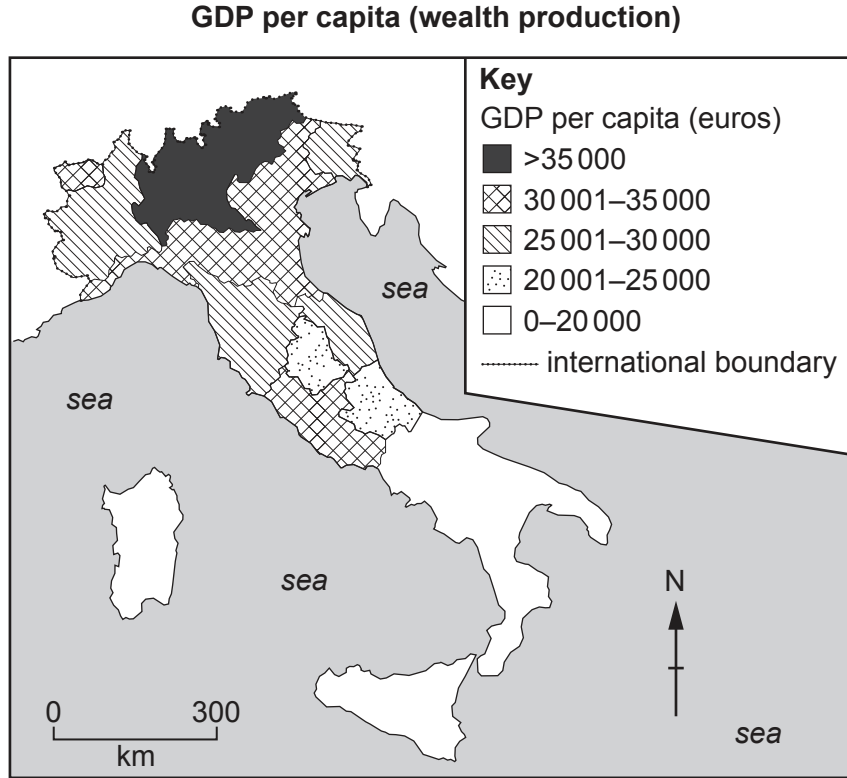 GDP per capita (wealth production)
Key
GDP per capita (euros)
>35 000
30 001–35 000
25 001–30 000
20 001–25 000
0–20 000
international boundary
sea
sea
sea
N
0 300
km
sea